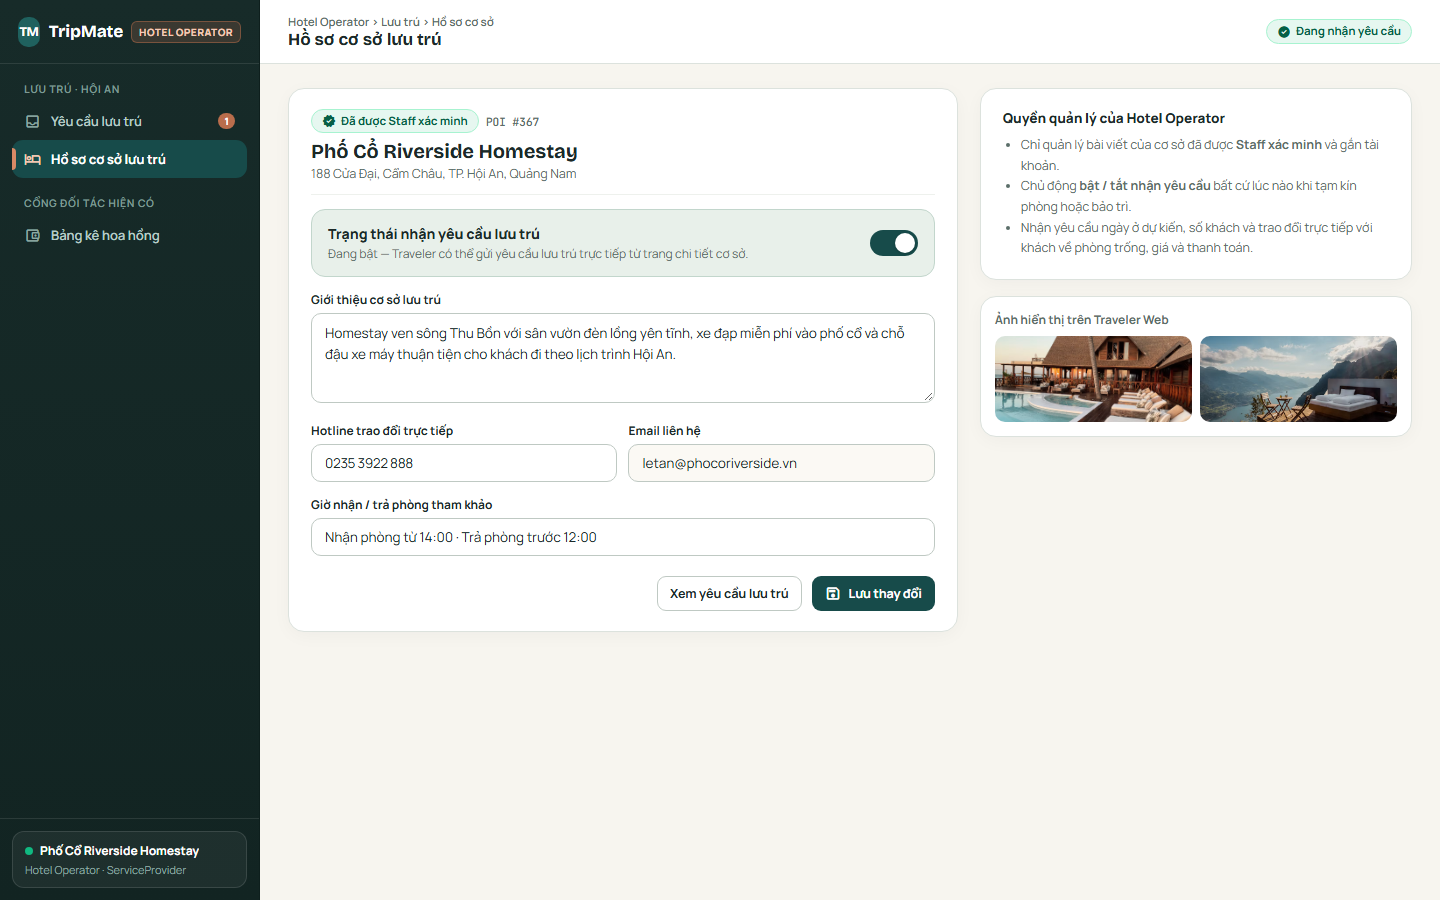 TM TripMate HOTEL OPERATOR
LƯU TRÚ · HỘI AN
Yêu cầu lưu trú 1
Hồ sơ cơ sở lưu trú
CỔNG ĐỐI TÁC HIỆN CÓ
Bảng kê hoa hồng
Phố Cổ Riverside Homestay
Hotel Operator · ServiceProvider
Hotel Operator › Lưu trú › Hồ sơ cơ sở
Hồ sơ cơ sở lưu trú
Đang nhận yêu cầu
Đã được Staff xác minh POI #367
Phố Cổ Riverside Homestay
188 Cửa Đại, Cẩm Châu, TP. Hội An, Quảng Nam
Trạng thái nhận yêu cầu lưu trú
Đang bật — Traveler có thể gửi yêu cầu lưu trú trực tiếp từ trang chi tiết cơ sở.
Giới thiệu cơ sở lưu trú
Homestay ven sông Thu Bồn với sân vườn đèn lồng yên tĩnh, xe đạp miễn phí vào phố cổ và chỗ
đậu xe máy thuận tiện cho khách đi theo lịch trình Hội An.
Hotline trao đổi trực tiếp
0235 3922 888
Email liên hệ
letan@phocoriverside.vn
Giờ nhận / trả phòng tham khảo
Nhận phòng từ 14:00 · Trả phòng trước 12:00
Xem yêu cầu lưu trú
Lưu thay đổi
Quyền quản lý của Hotel Operator
• Chỉ quản lý bài viết của cơ sở đã được Staff xác minh và gắn tài
khoản.
• Chủ động bật / tắt nhận yêu cầu bất cứ lúc nào khi tạm kín
phòng hoặc bảo trì.
• Nhận yêu cầu ngày ở dự kiến, số khách và trao đổi trực tiếp với
khách về phòng trống, giá và thanh toán.
Ảnh hiển thị trên Traveler Web